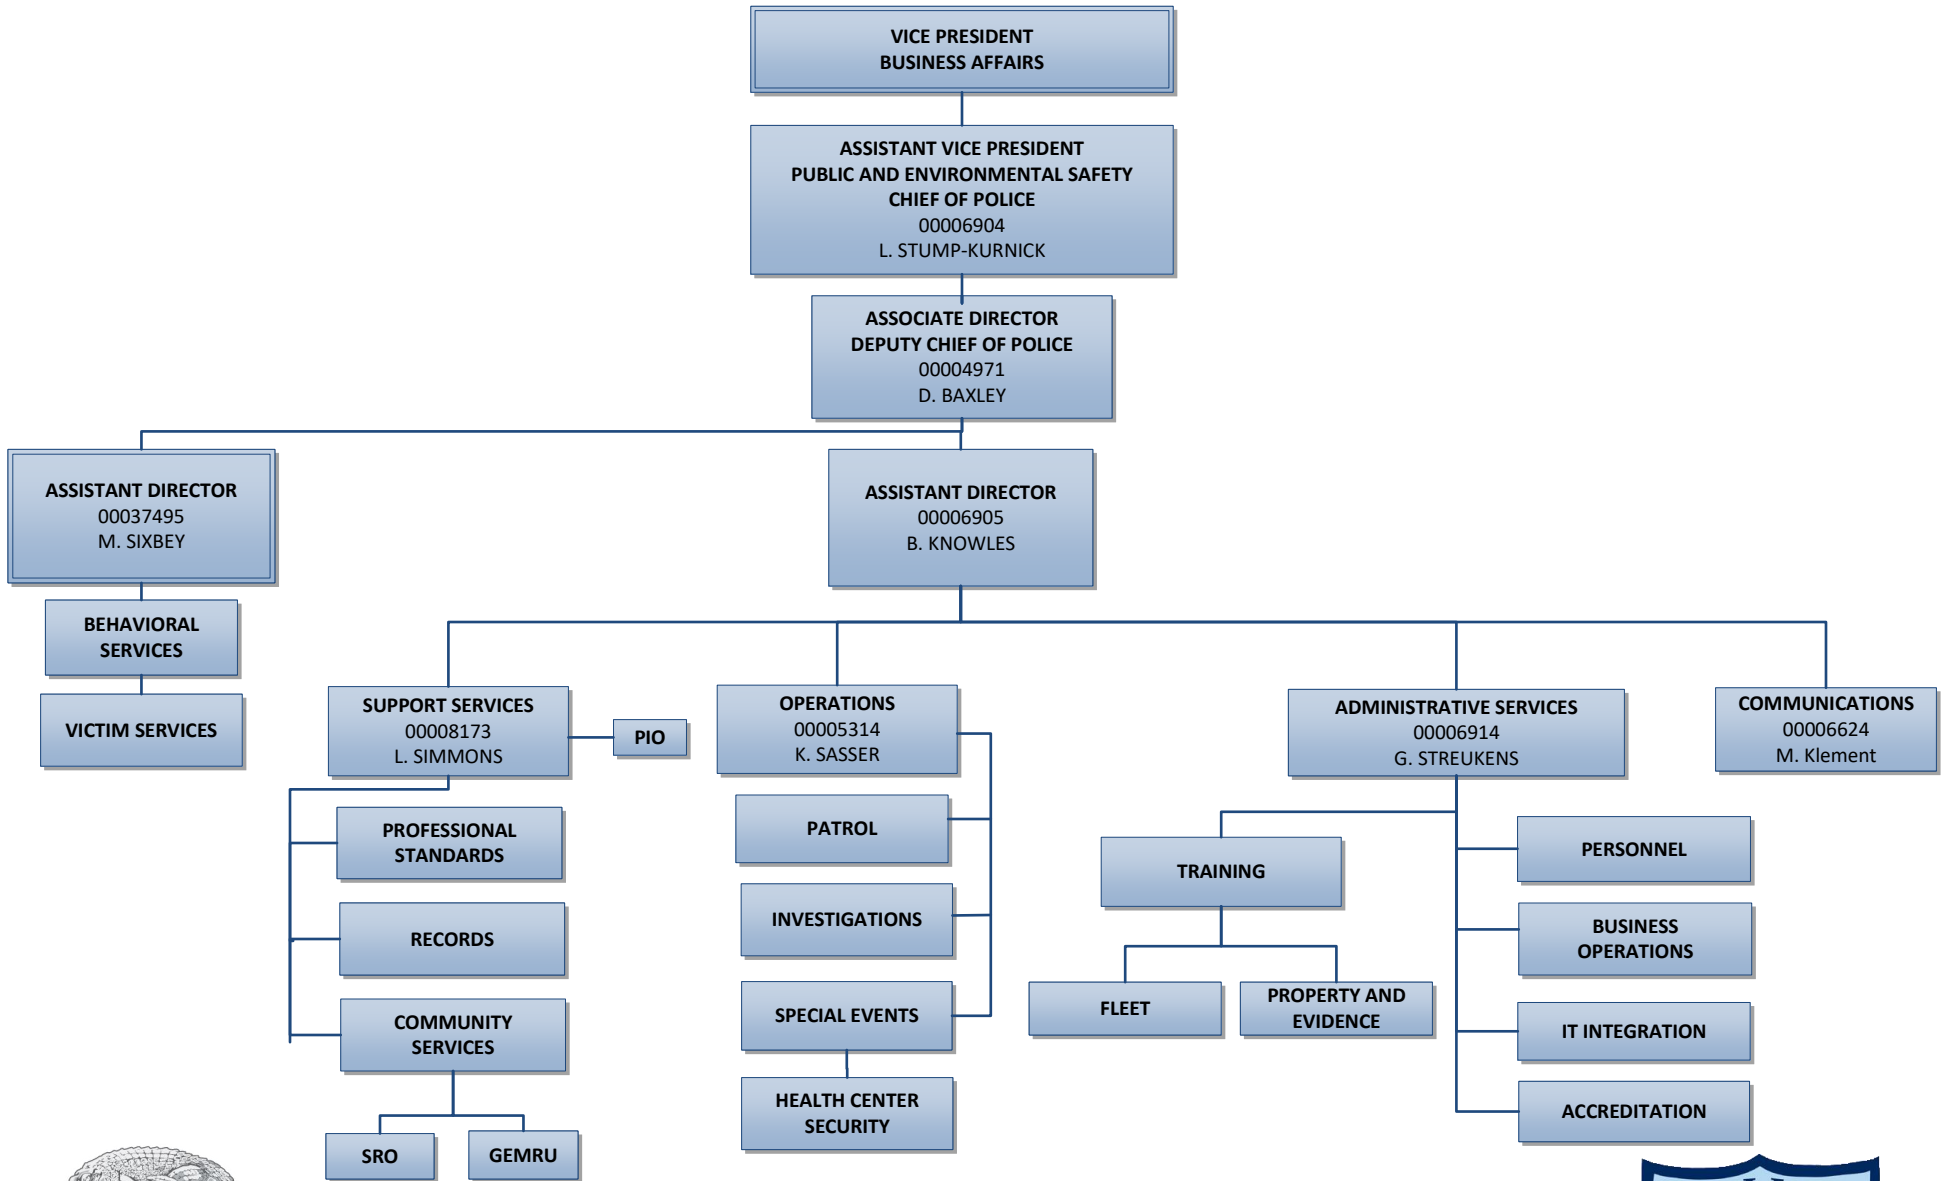 VICE PRESIDENT
BUSINESS AFFAIRS
ASSISTANT VICE PRESIDENT
PUBLIC AND ENVIRONMENTAL SAFETY
CHIEF OF POLICE
00006904
L. STUMP-KURNICK
ASSOCIATE DIRECTOR
DEPUTY CHIEF OF POLICE
00004971
D. BAXLEY
ASSISTANT DIRECTOR
00037495
M. SIXBEY
ASSISTANT DIRECTOR
00006905
B. KNOWLES
BEHAVIORAL
SERVICES
VICTIM SERVICES
SUPPORT SERVICES
00008173
L. SIMMONS
PIO
PROFESSIONAL
STANDARDS
RECORDS
COMMUNITY
SERVICES
SRO
GEMRU
OPERATIONS
00005314
K. SASSER
PATROL
INVESTIGATIONS
SPECIAL EVENTS
HEALTH CENTER
SECURITY
ADMINISTRATIVE SERVICES
00006914
G. STREUKENS
TRAINING
FLEET
PROPERTY AND
EVIDENCE
PERSONNEL
BUSINESS
OPERATIONS
IT INTEGRATION
ACCREDITATION
COMMUNICATIONS
00006624
M. Klement